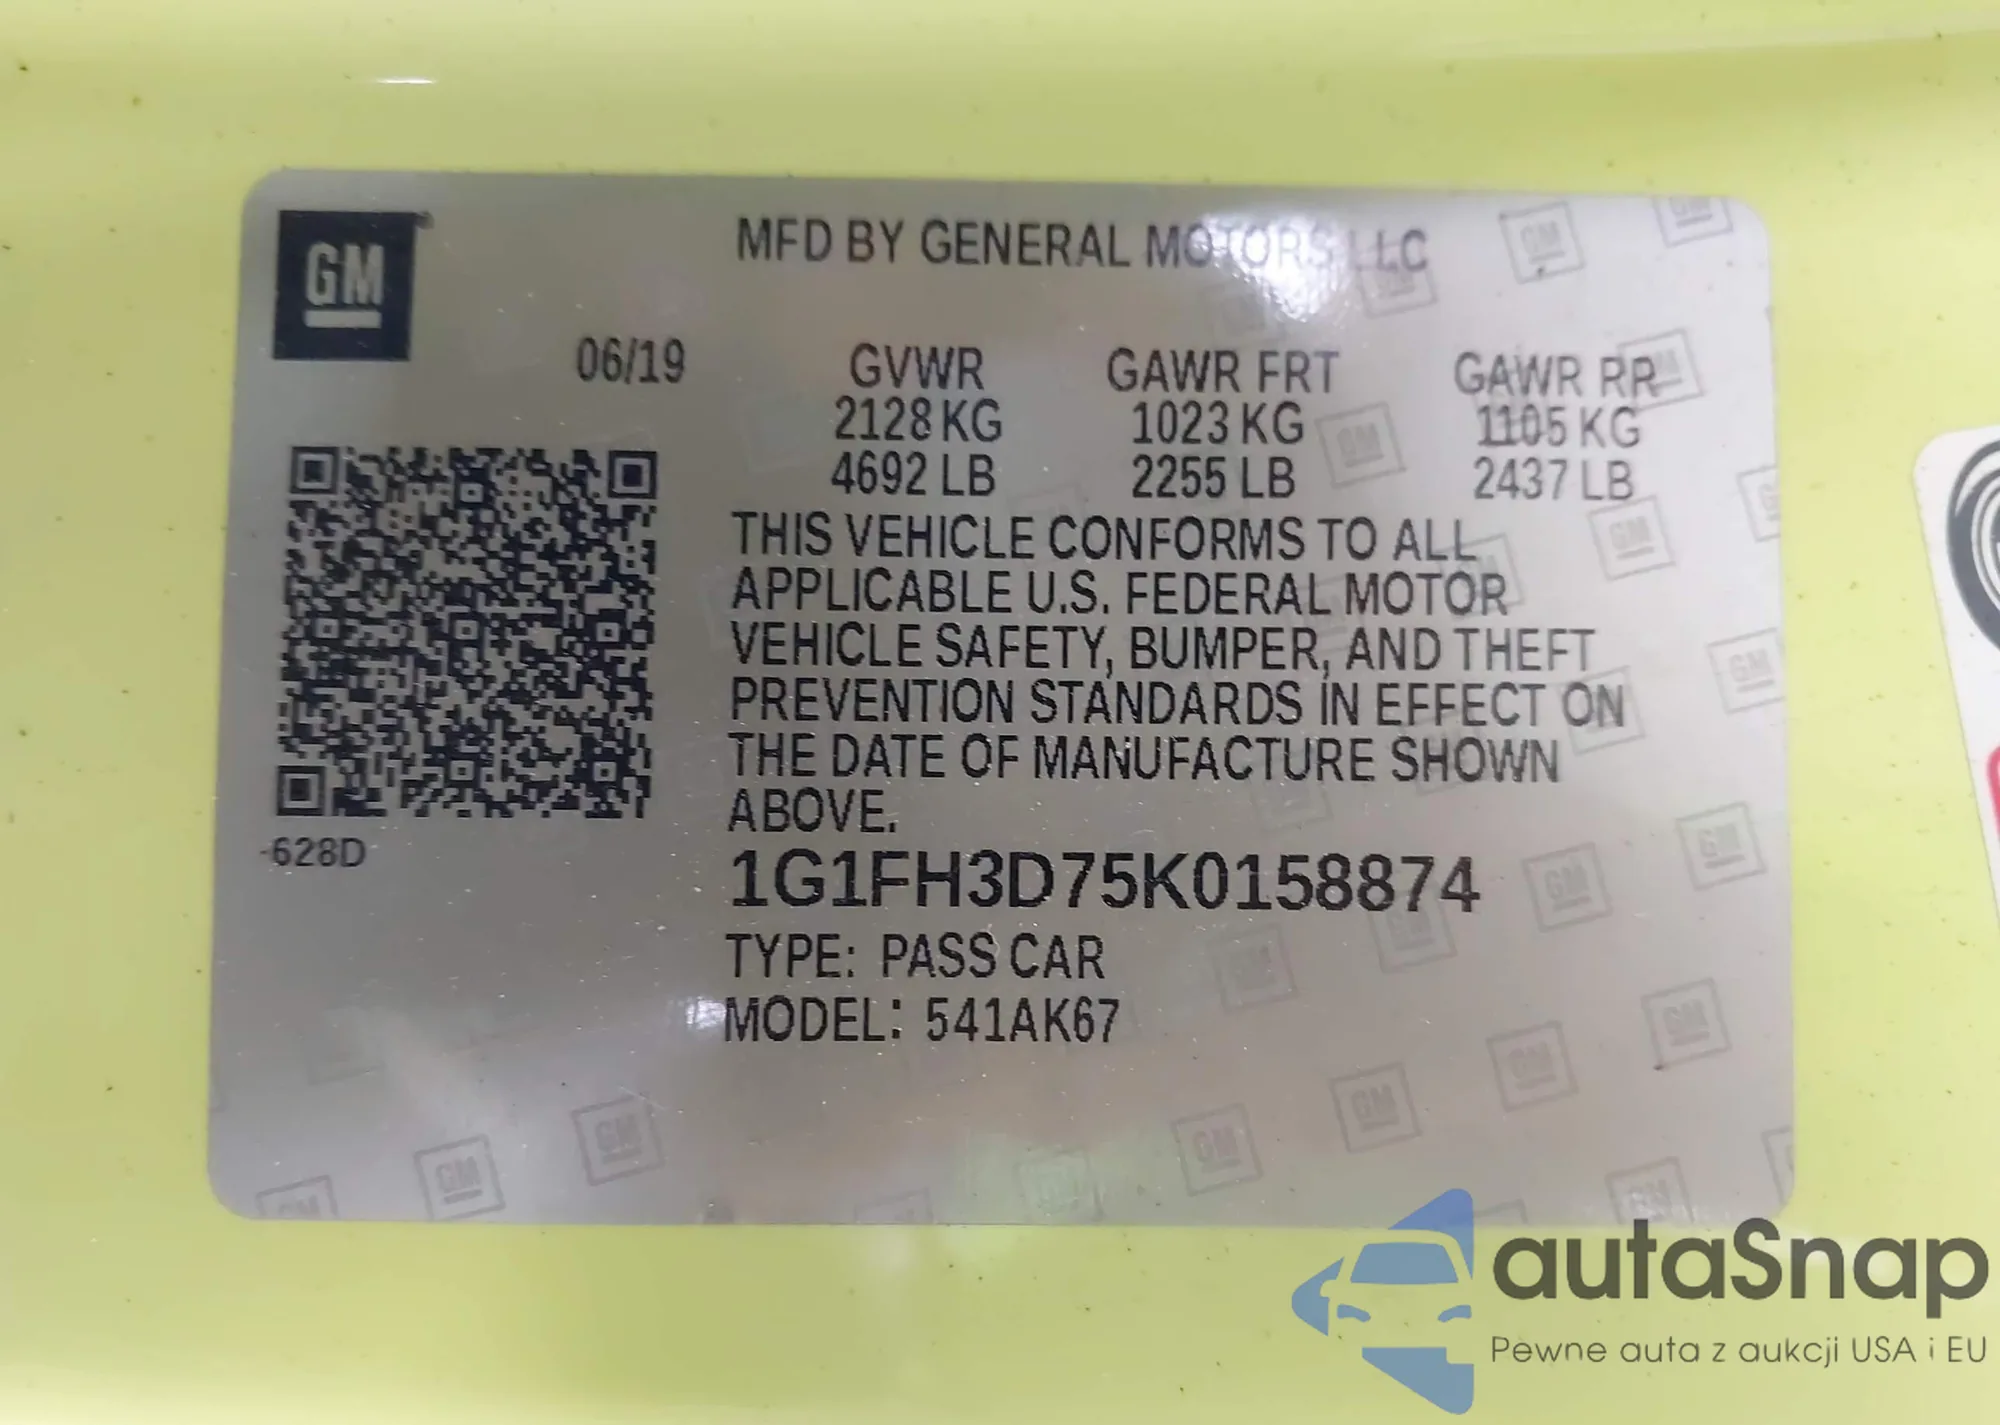 GM
MFD BY GENERAL MOTORS LLC
06/19
GVWR GAWR FRT GAWR RR
2128 KG 1023 KG 1105 KG
4692 LB 2255 LB 2437 LB
THIS VEHICLE CONFORMS TO ALL
APPLICABLE U.S. FEDERAL MOTOR
VEHICLE SAFETY, BUMPER, AND THEFT
PREVENTION STANDARDS IN EFFECT ON
THE DATE OF MANUFACTURE SHOWN
ABOVE.
-628D
1G1FH3D75K0158874
TYPE: PASS CAR
MODEL: 541AK67
autaSnap
Pewne auta z aukcji USA i EU